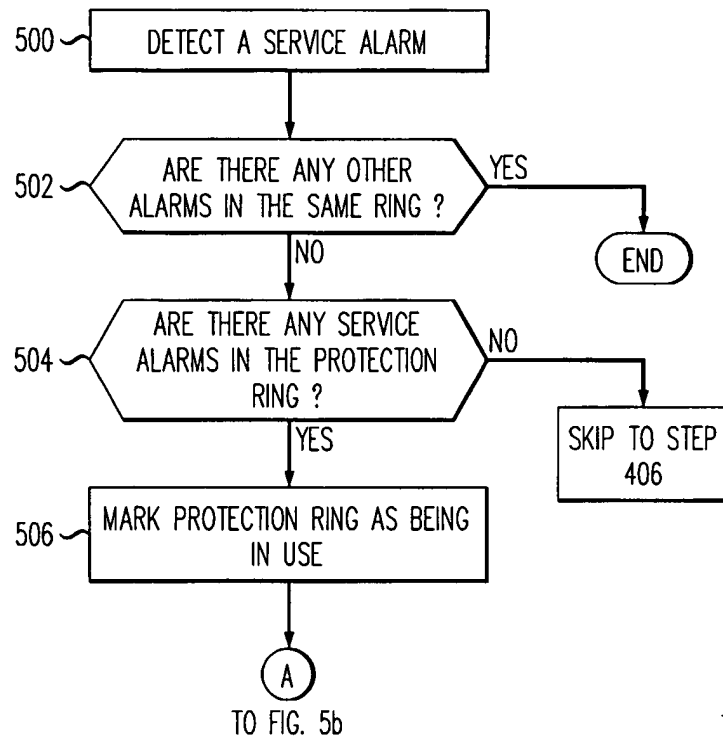 500
DETECT A SERVICE ALARM
502
ARE THERE ANY OTHER
ALARMS IN THE SAME RING ?
YES
END
NO
504
ARE THERE ANY SERVICE
ALARMS IN THE PROTECTION
RING ?
NO
SKIP TO STEP
406
YES
506
MARK PROTECTION RING AS BEING
IN USE
A
TO FIG. 5b